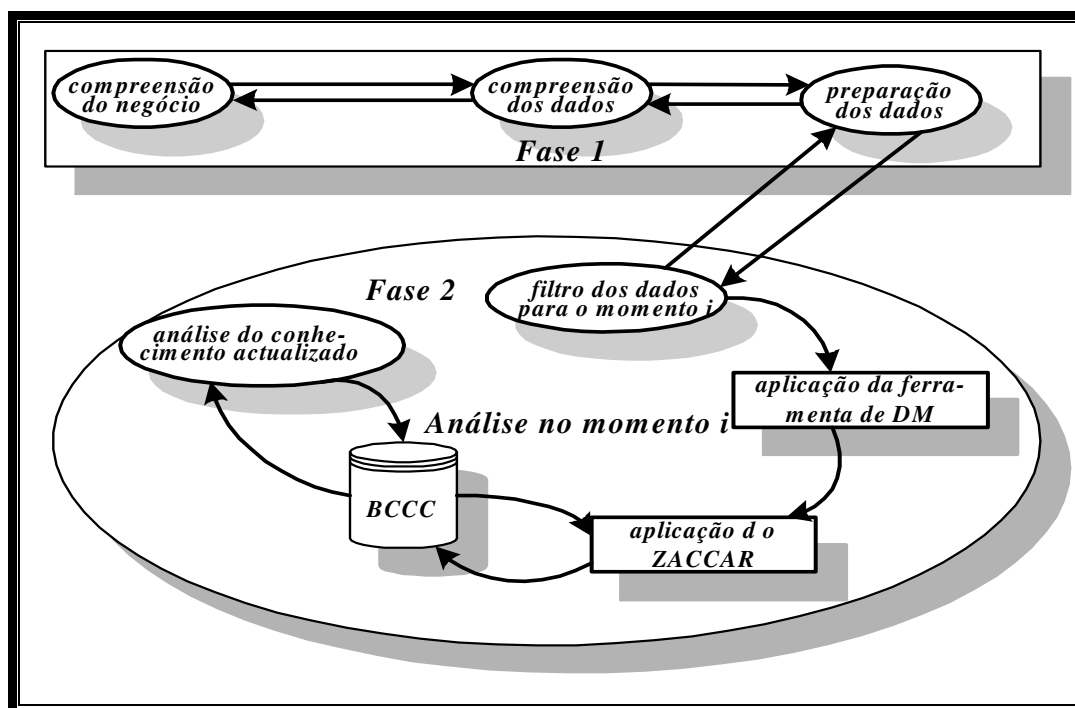 compreensão
do negócio
compreensão
dos dados
preparação
dos dados
Fase 1
Fase 2
filtro dos dados
para o momento i
análise do conhe-
cimento actualizado
aplicação da ferra-
menta de DM
Análise no momento i
BCCC
aplicação d o
ZACCAR